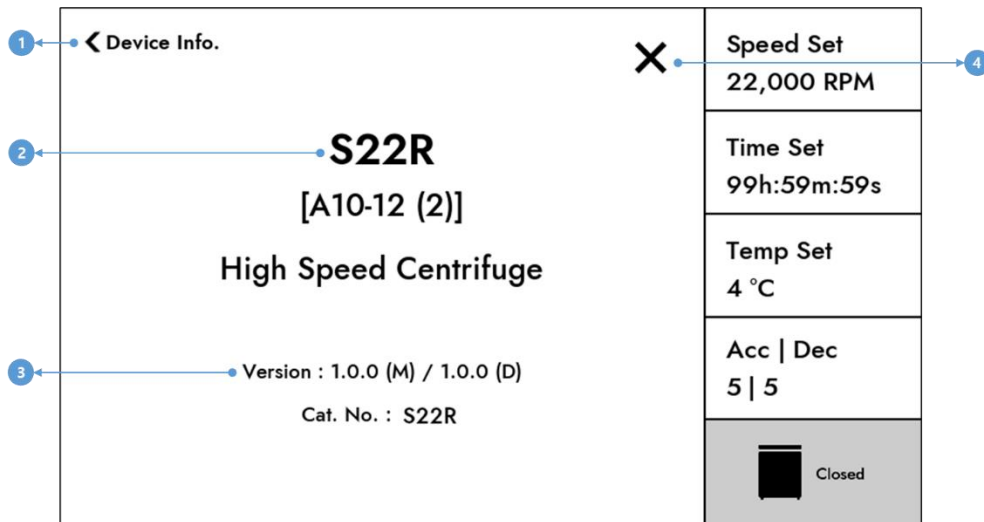 1
< Device Info.
2
S22R
[A10-12 (2)]
High Speed Centrifuge
3
Version : 1.0.0 (M) / 1.0.0 (D)
Cat. No. : S22R
4
Speed Set
22,000 RPM
Time Set
99h:59m:59s
Temp Set
4 °C
Acc | Dec
5 | 5
Closed